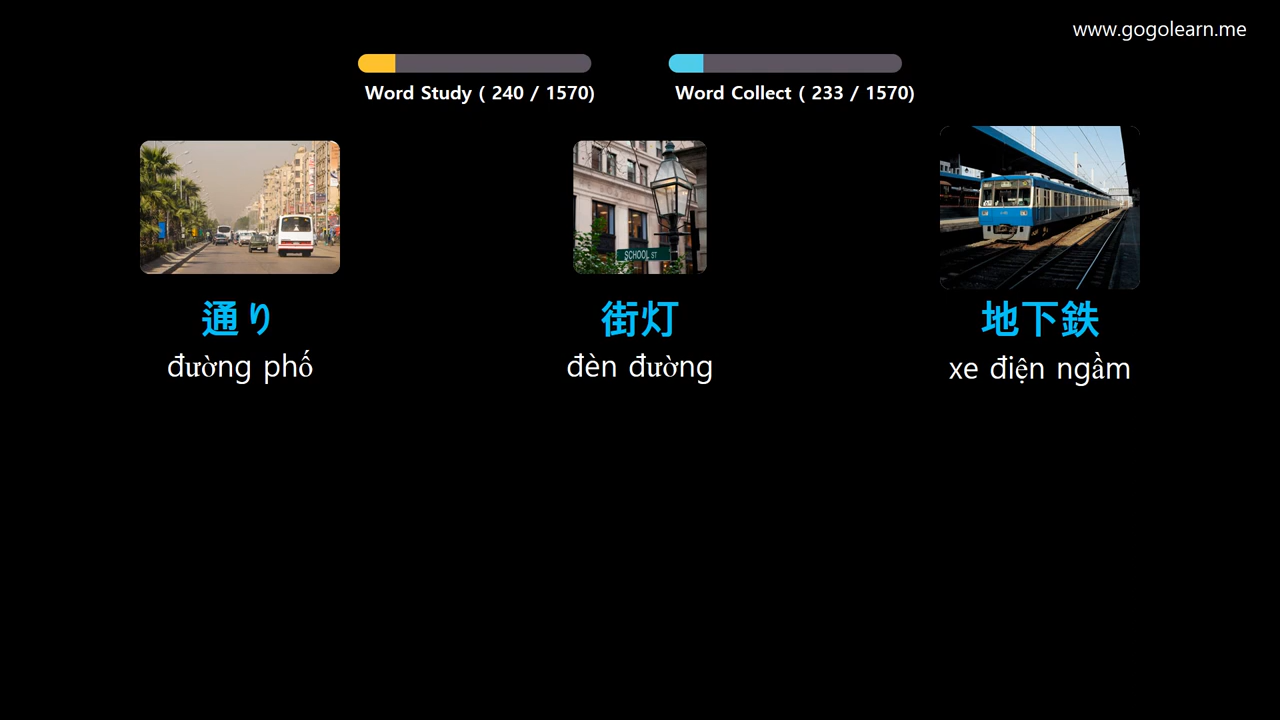 www.gogolearn.me
Word Study ( 240 / 1570)
Word Collect ( 233 / 1570)
SCHOOL ST
通り
街灯
地下鉄
đường phố
đèn đường
xe điện ngầm